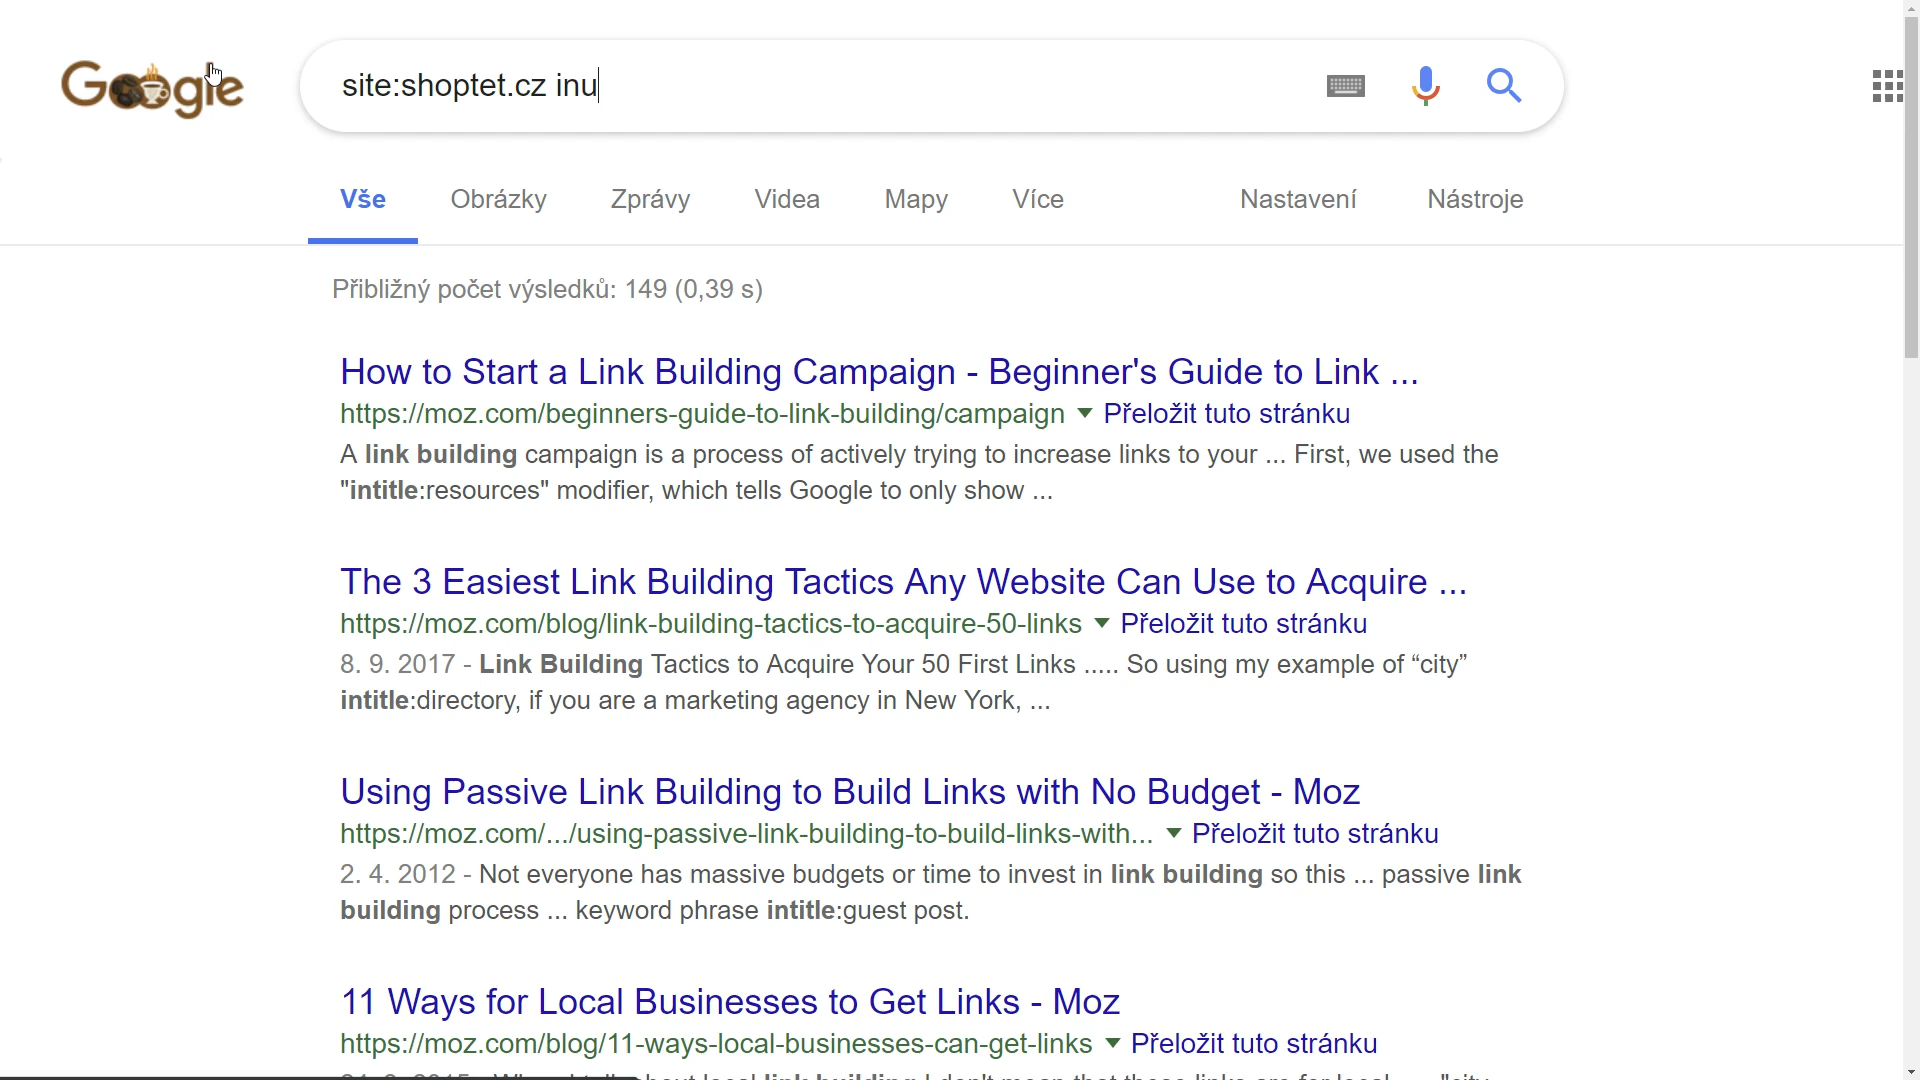 Google
site:shoptet.cz inu
Vše Obrázky Zprávy Videa Mapy Více Nastavení Nástroje
Přibližný počet výsledků: 149 (0,39 s)
How to Start a Link Building Campaign - Beginner's Guide to Link ...
https://moz.com/beginners-guide-to-link-building/campaign ▼ Přeložit tuto stránku
A link building campaign is a process of actively trying to increase links to your ... First, we used the
"intitle:resources" modifier, which tells Google to only show ...
The 3 Easiest Link Building Tactics Any Website Can Use to Acquire ...
https://moz.com/blog/link-building-tactics-to-acquire-50-links ▼ Přeložit tuto stránku
8. 9. 2017 - Link Building Tactics to Acquire Your 50 First Links ..... So using my example of “city”
intitle:directory, if you are a marketing agency in New York, ...
Using Passive Link Building to Build Links with No Budget - Moz
https://moz.com/.../using-passive-link-building-to-build-links-with... ▼ Přeložit tuto stránku
2. 4. 2012 - Not everyone has massive budgets or time to invest in link building so this ... passive link
building process ... keyword phrase intitle:guest post.
11 Ways for Local Businesses to Get Links - Moz
https://moz.com/blog/11-ways-local-businesses-can-get-links ▼ Přeložit tuto stránku